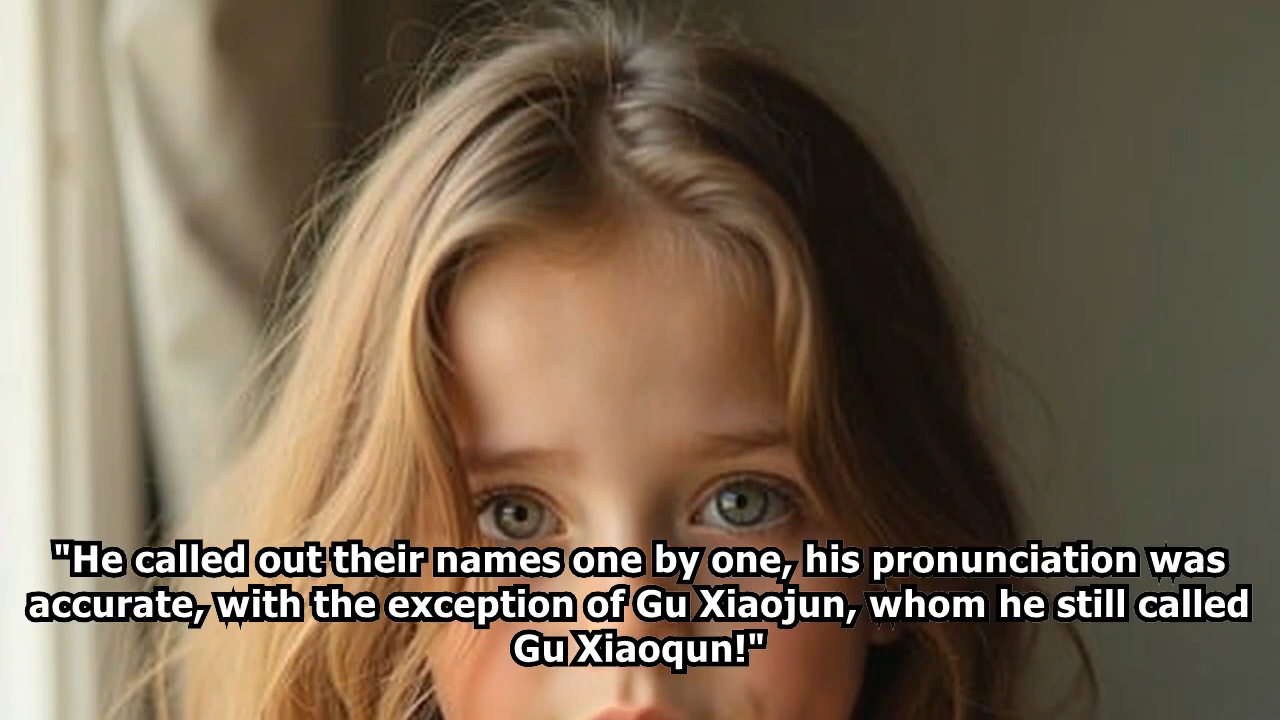 "He called out their names one by one, his pronunciation was
accurate, with the exception of Gu Xiaojun, whom he still called
Gu Xiaoqun!"